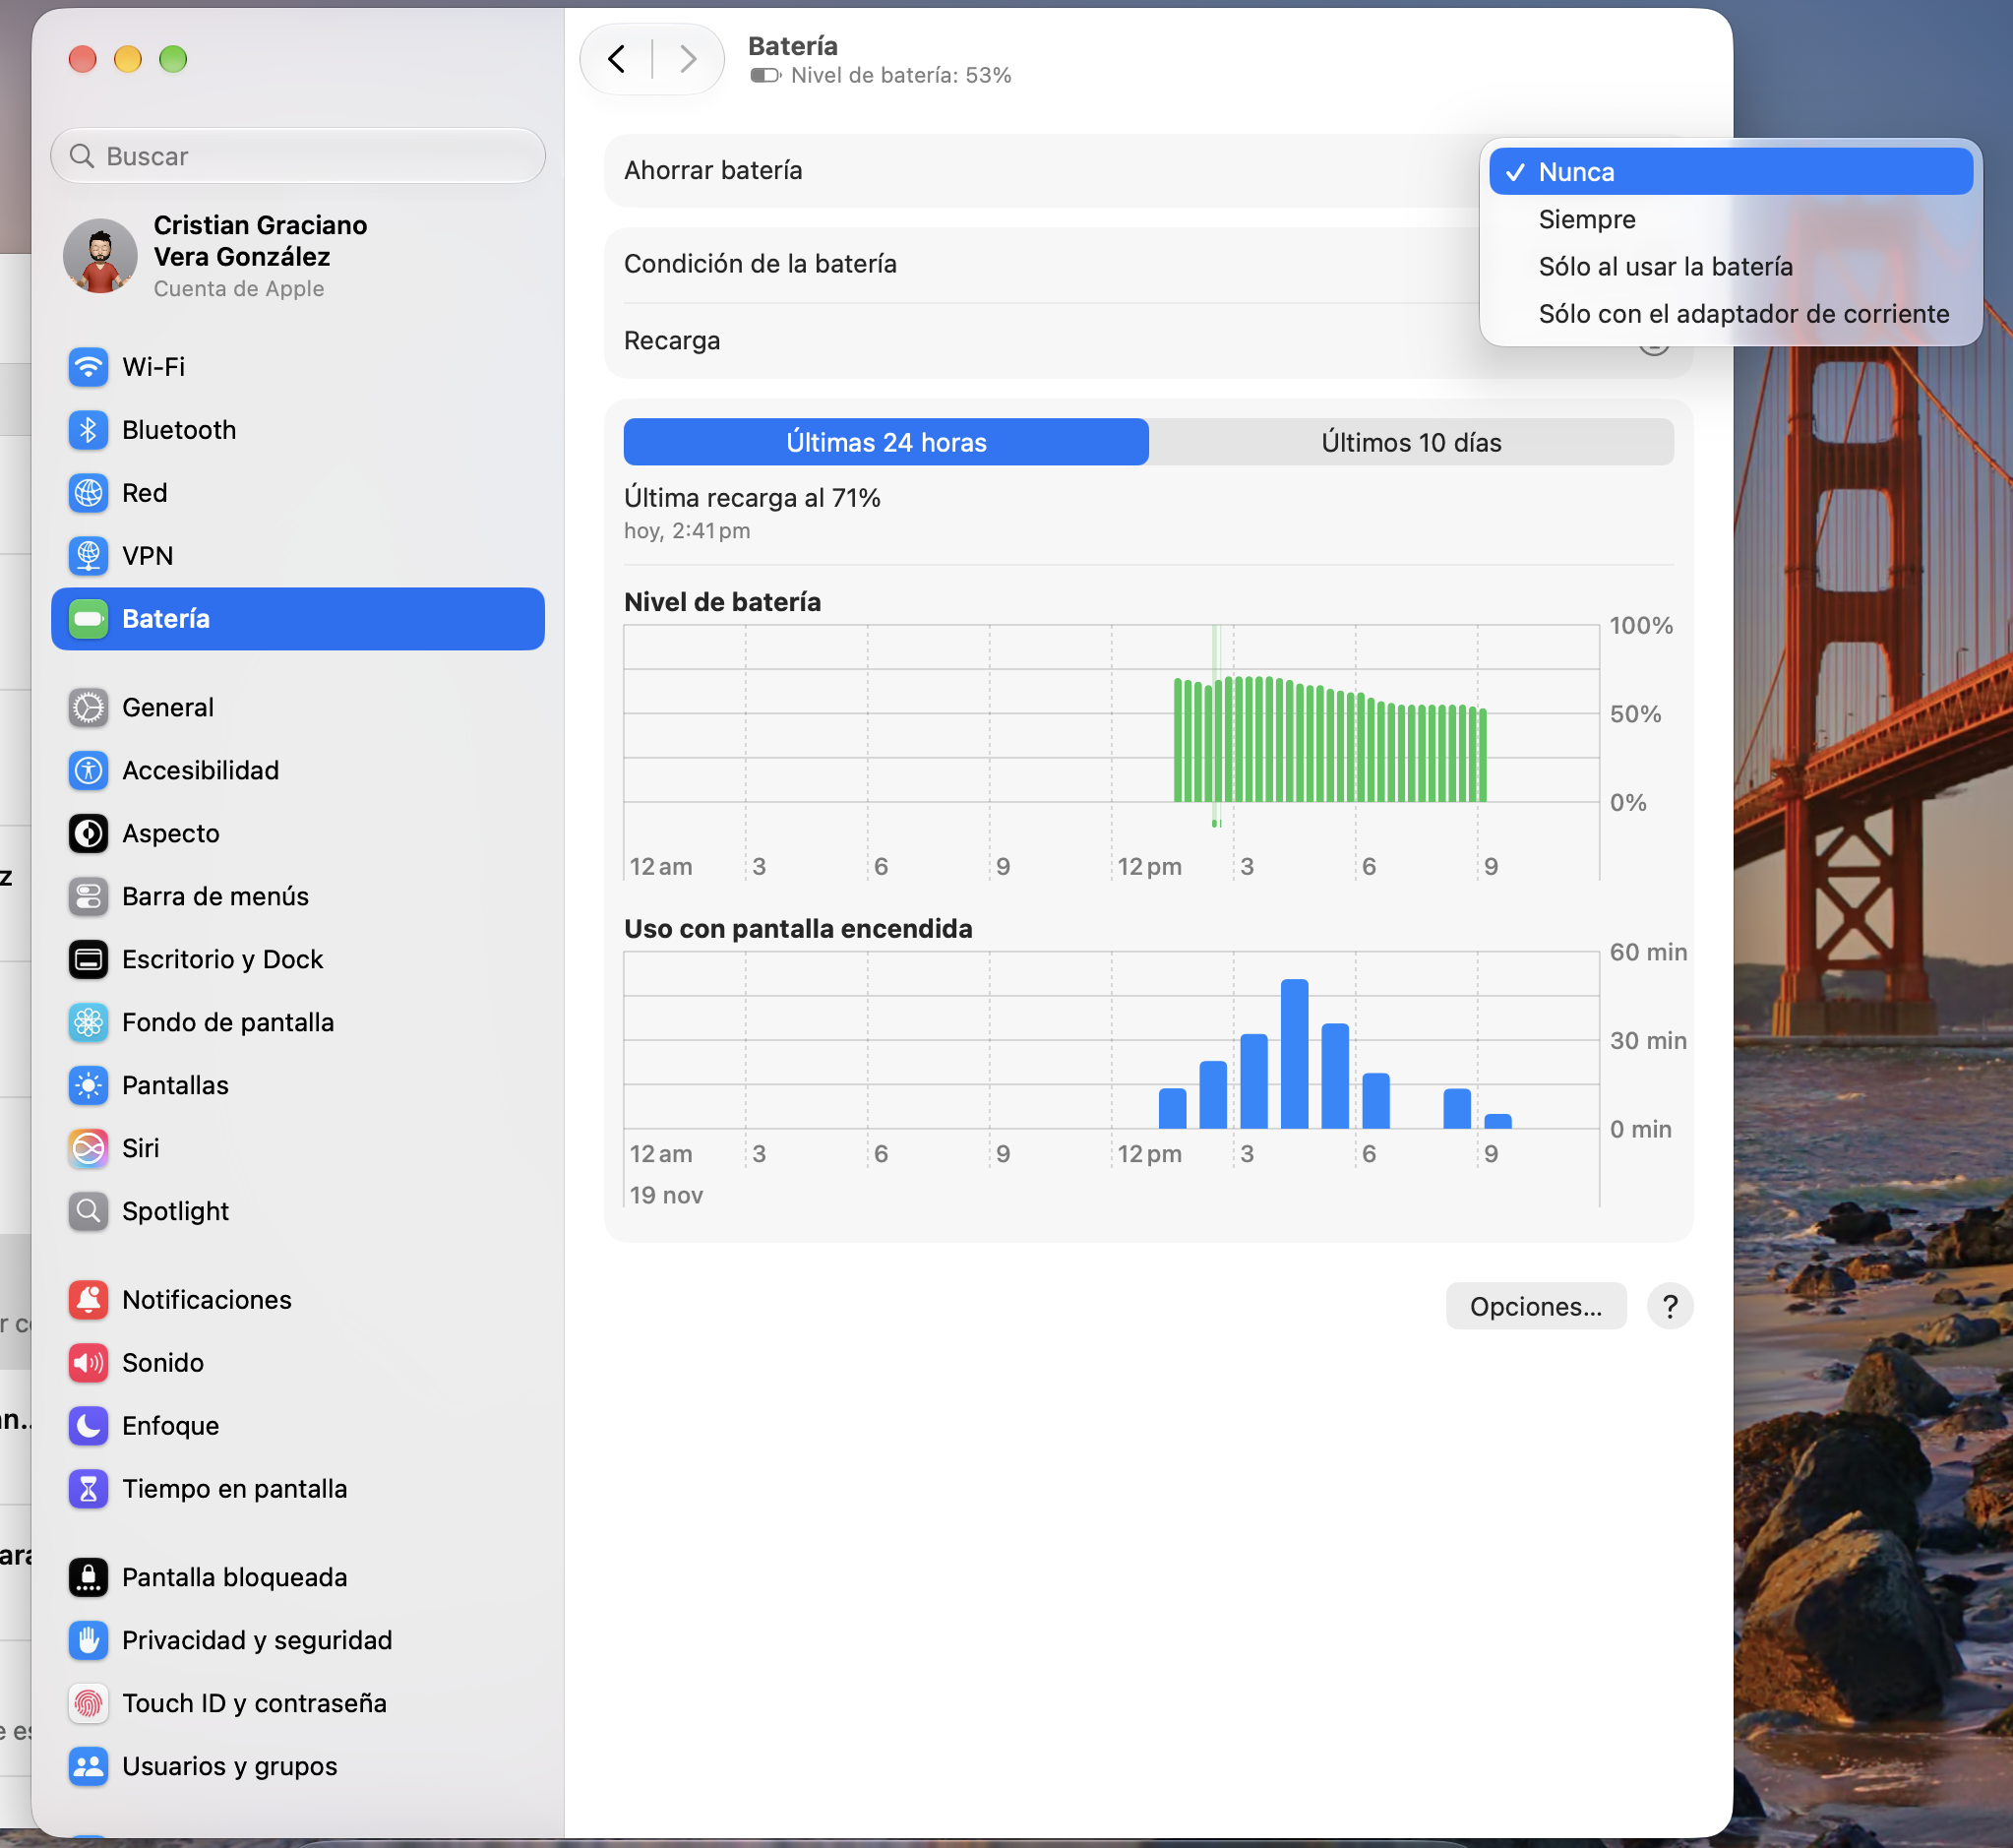 Buscar
Cristian Graciano
Vera González
Cuenta de Apple
Wi-Fi
Bluetooth
Red
VPN
Batería
General
Accesibilidad
Aspecto
Barra de menús
Escritorio y Dock
Fondo de pantalla
Pantallas
Siri
Spotlight
Notificaciones
Sonido
Enfoque
Tiempo en pantalla
Pantalla bloqueada
Privacidad y seguridad
Touch ID y contraseña
Usuarios y grupos
Batería
Nivel de batería: 53%
Ahorrar batería
Nunca
Siempre
Sólo al usar la batería
Sólo con el adaptador de corriente
Condición de la batería
Recarga
Últimas 24 horas
Últimos 10 días
Última recarga al 71%
hoy, 2:41 pm
Nivel de batería
100%
50%
0%
12 am 3 6 9 12 pm 3 6 9
Uso con pantalla encendida
60 min
30 min
0 min
12 am 3 6 9 12 pm 3 6 9
19 nov
Opciones...
?